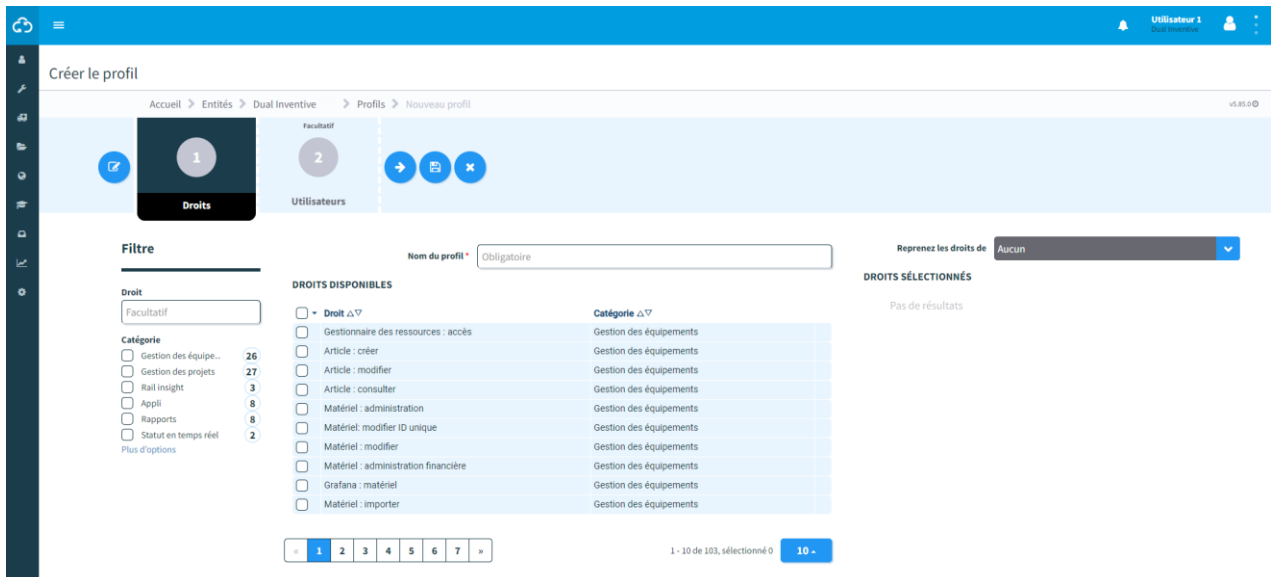 Utilisateur 1
Dual Inventive
Créer le profil
Accueil Entités Dual Inventive Profils Nouveau profil
v5.85.0
1
Droits
Facultatif
2
Utilisateurs
Filtre
Droit
Facultatif
Catégorie
Gestion des équipe.. 26
Gestion des projets 27
Rail insight 3
Appli 8
Rapports 8
Statut en temps réel 2
Plus d'options
Nom du profil * Obligatoire
DROITS DISPONIBLES
Droit Catégorie
Gestionnaire des ressources : accès Gestion des équipements
Article : créer Gestion des équipements
Article : modifier Gestion des équipements
Article : consulter Gestion des équipements
Matériel : administration Gestion des équipements
Matériel: modifier ID unique Gestion des équipements
Matériel : modifier Gestion des équipements
Matériel : administration financière Gestion des équipements
Grafana : matériel Gestion des équipements
Matériel : importer Gestion des équipements
« 1 2 3 4 5 6 7 »
1 - 10 de 103, sélectionné 0 10
Reprenez les droits de Aucun
DROITS SÉLECTIONNÉS
Pas de résultats